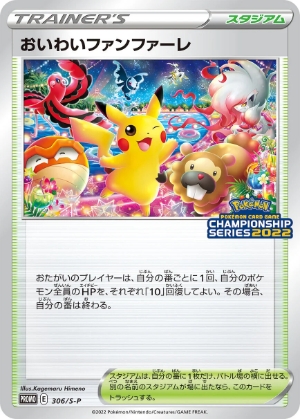 TRAINER'S
スタジアム
おいわいファンファーレ
Pokémon
POKÉMON CARD GAME
CHAMPIONSHIP
SERIES 2022
おたがいのプレイヤーは、自分の番ごとに1回、自分のポケ
モン全員のHPを、それぞれ「10」回復してよい。その場合、
自分の番は終わる。
Illus.Kagemaru Himeno
PROMO E 306/S-P
スタジアムは、自分の番に1枚だけ、バトル場の横に出せる。
別の名前のスタジアムが場に出たなら、このカードを
トラッシュする。
©2022 Pokémon/Nintendo/Creatures/GAME FREAK.